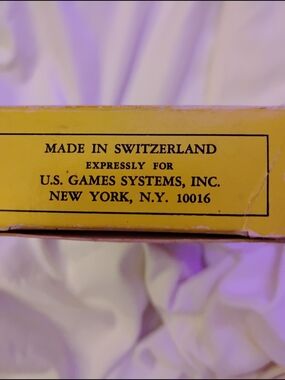 MADE IN SWITZERLAND
EXPRESSLY FOR
U.S. GAMES SYSTEMS, INC.
NEW YORK, N.Y. 10016